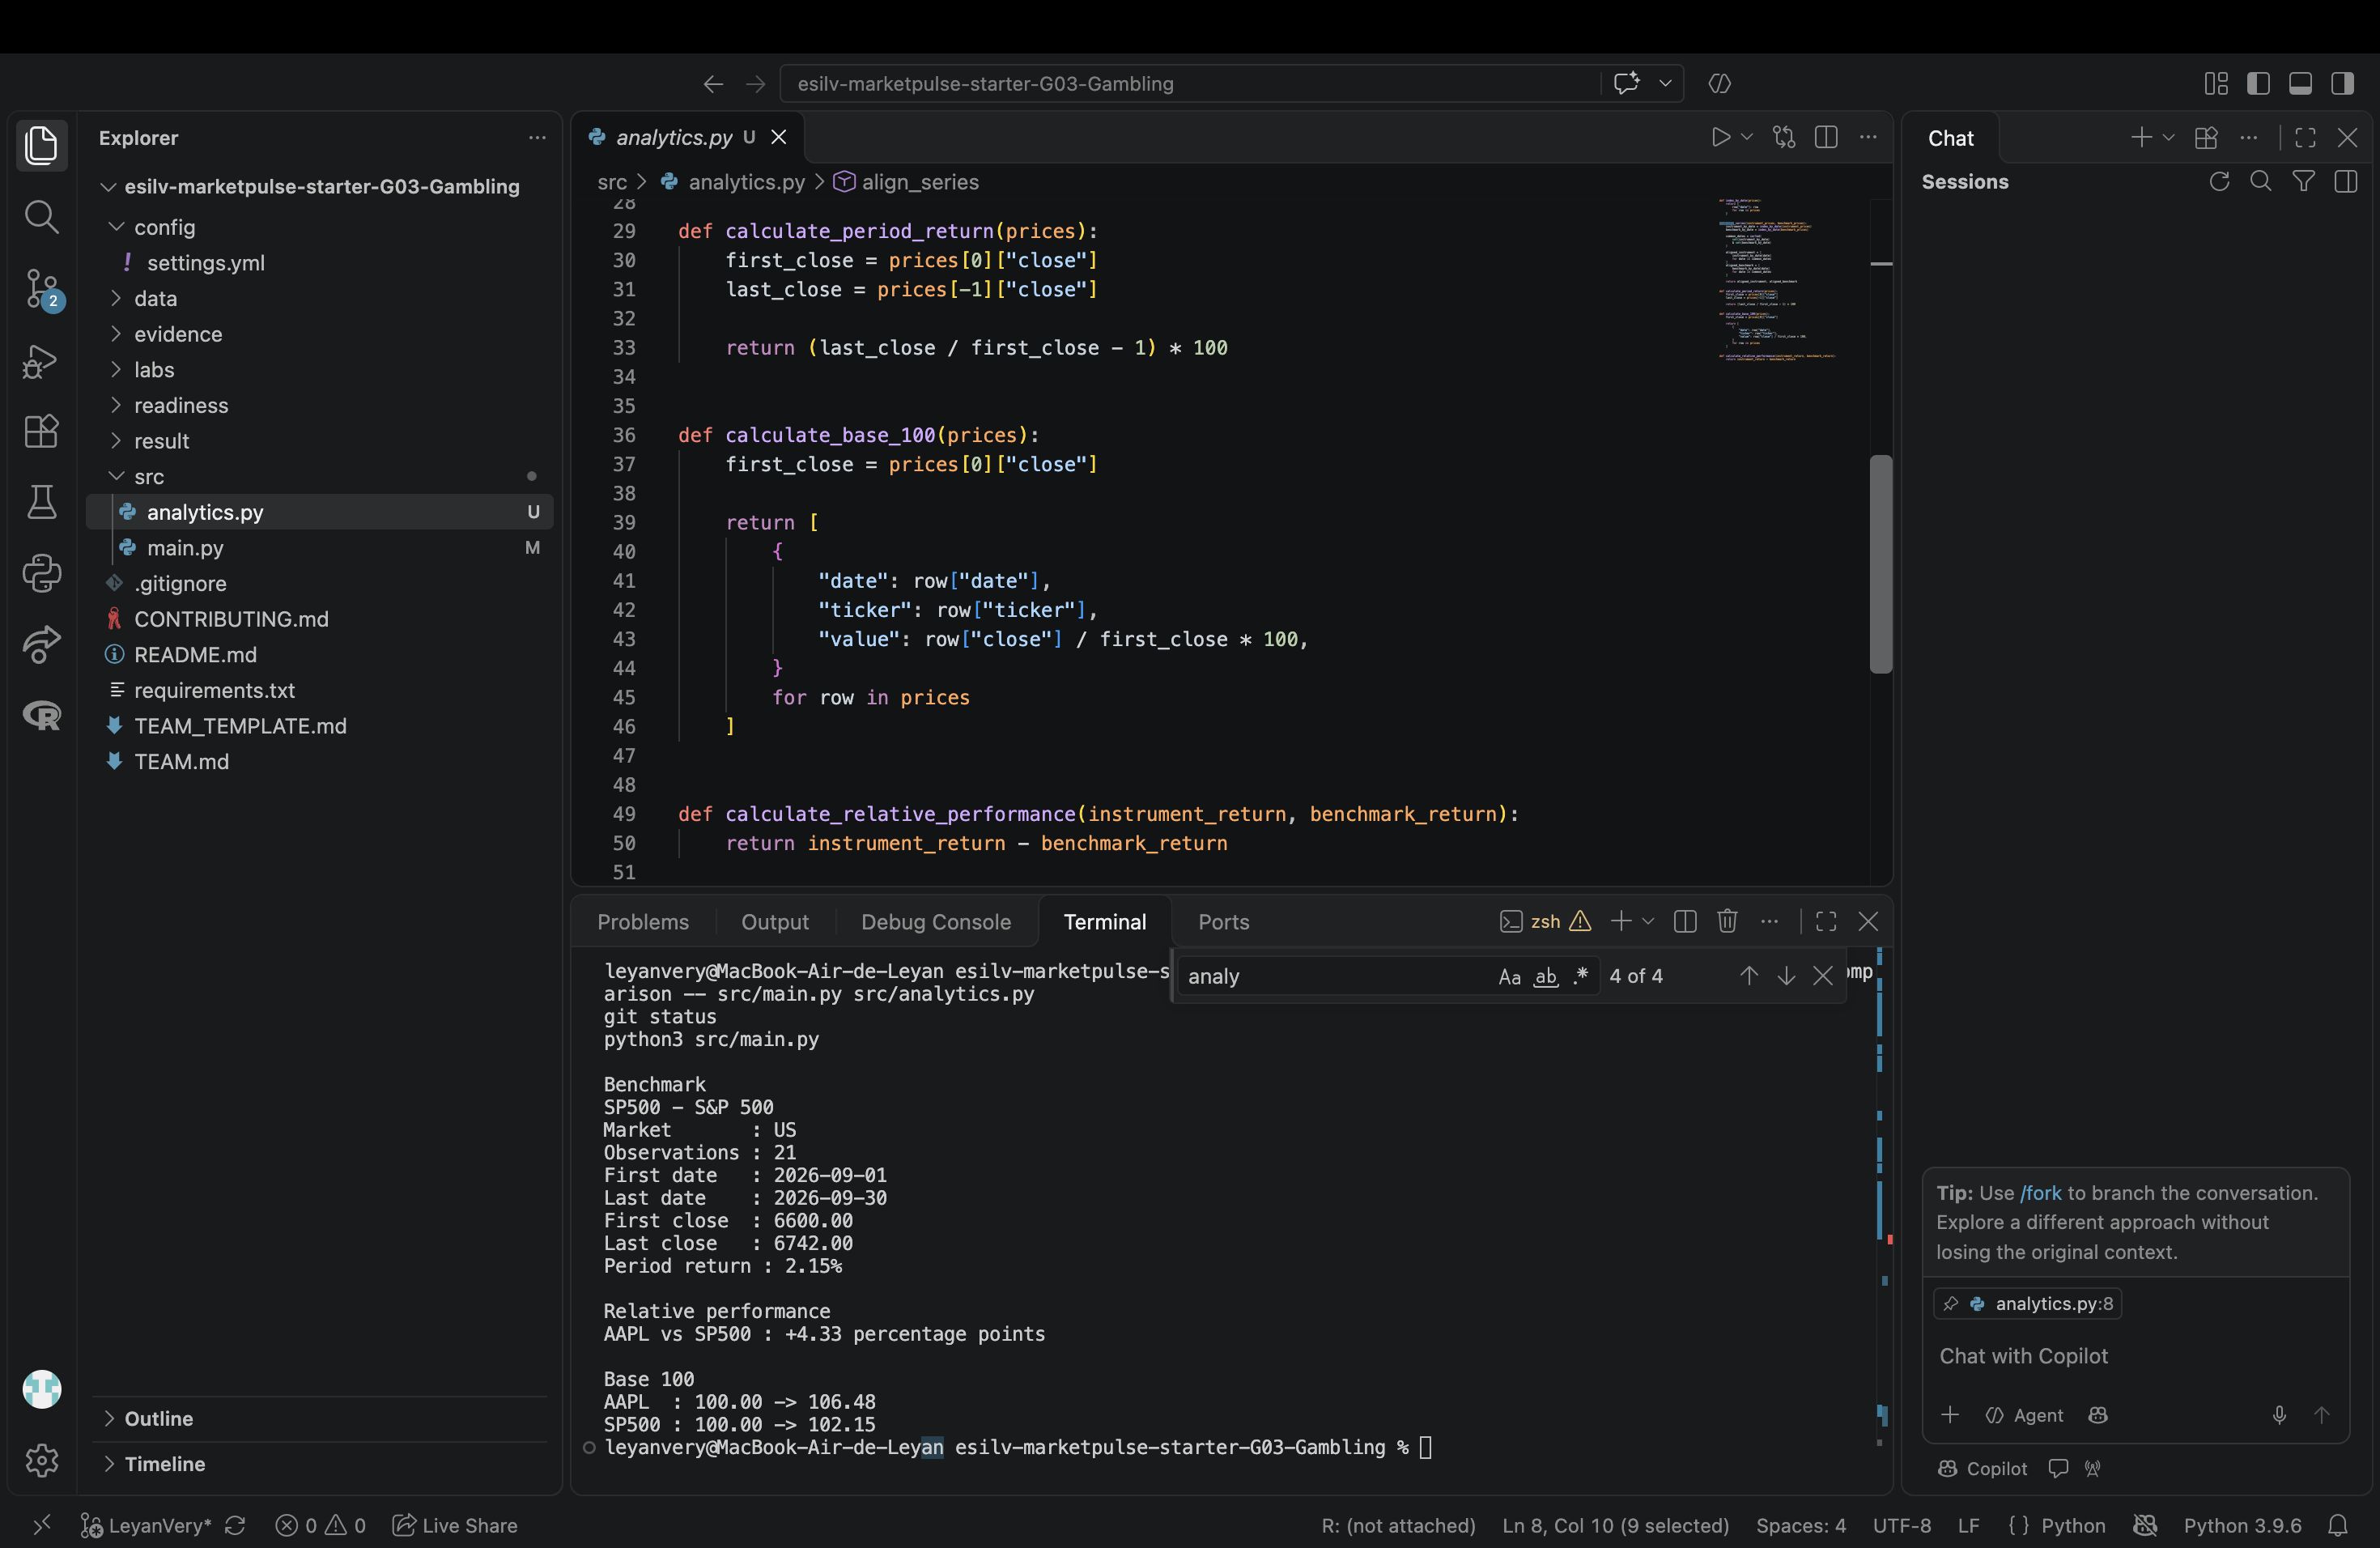 esilv-marketpulse-starter-G03-Gambling
Explorer
esilv-marketpulse-starter-G03-Gambling
config
! settings.yml
data
evidence
labs
readiness
result
src
analytics.py U
main.py M
.gitignore
CONTRIBUTING.md
README.md
requirements.txt
TEAM_TEMPLATE.md
TEAM.md
Outline
Timeline
2
analytics.py U
src > analytics.py > align_series
28
29 def calculate_period_return(prices):
30 first_close = prices[0]["close"]
31 last_close = prices[-1]["close"]
32
33 return (last_close / first_close - 1) * 100
34
35
36 def calculate_base_100(prices):
37 first_close = prices[0]["close"]
38
39 return [
40 {
41 "date": row["date"],
42 "ticker": row["ticker"],
43 "value": row["close"] / first_close * 100,
44 }
45 for row in prices
46 ]
47
48
49 def calculate_relative_performance(instrument_return, benchmark_return):
50 return instrument_return - benchmark_return
51
Problems Output Debug Console Terminal Ports
zsh
analy Aa ab .* 4 of 4
leyanvery@MacBook-Air-de-Leyan esilv-marketpulse-s omp
arison -- src/main.py src/analytics.py
git status
python3 src/main.py
Benchmark
SP500 - S&P 500
Market : US
Observations : 21
First date : 2026-09-01
Last date : 2026-09-30
First close : 6600.00
Last close : 6742.00
Period return : 2.15%
Relative performance
AAPL vs SP500 : +4.33 percentage points
Base 100
AAPL : 100.00 -> 106.48
SP500 : 100.00 -> 102.15
leyanvery@MacBook-Air-de-Leyan esilv-marketpulse-starter-G03-Gambling %
Chat
Sessions
Tip: Use /fork to branch the conversation.
Explore a different approach without
losing the original context.
analytics.py:8
Chat with Copilot
Agent
Copilot
LeyanVery* 0 0 Live Share
R: (not attached) Ln 8, Col 10 (9 selected) Spaces: 4 UTF-8 LF { } Python Python 3.9.6